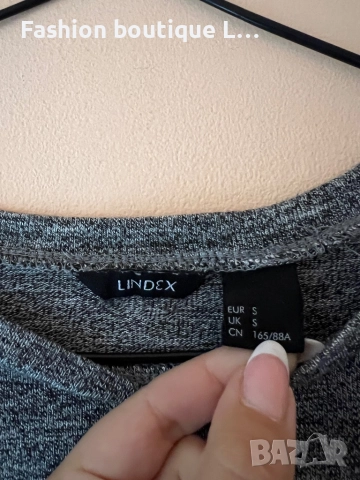 Fashion boutique L...
LINDEX
EUR S
UK S
CN 165/88A
BAZAR